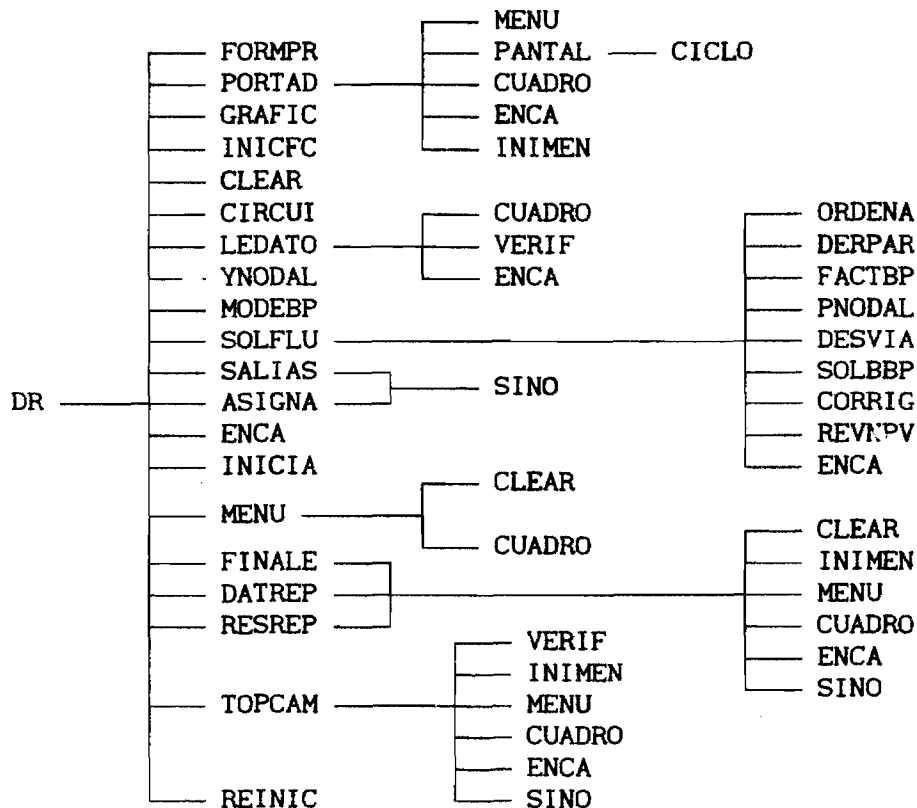 MENU
FORMPR
PANTAL CICLO
PORTAD
CUADRO
GRAFIC
ENCA
INICFC
INIMEN
CLEAR
CIRCUI
CUADRO
ORDENA
LEDATO
VERIF
DERPAR
YNODAL
ENCA
FACTBP
MODEBP
PNODAL
SOLFLU
DESVIA
SALIAS
SINO
SOLBBP
DR
ASIGNA
CORRIG
ENCA
INICIA
ENCA
CLEAR
MENU
CUADRO
CLEAR
FINALE
INIMEN
DATREP
MENU
RESREP
CUADRO
VERIF
ENCA
INIMEN
SINO
TOPCAM
MENU
CUADRO
ENCA
REINIC
SINO